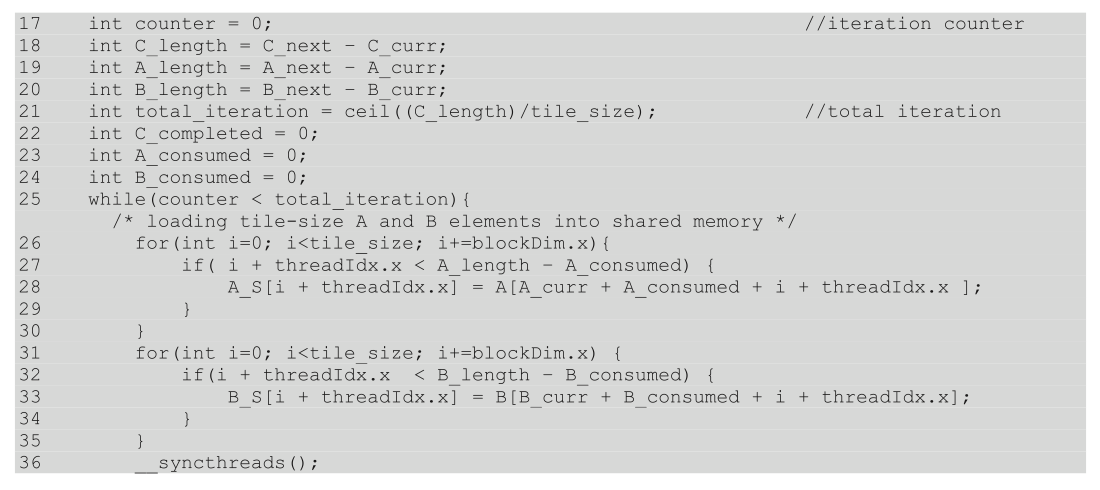 17 int counter = 0; //iteration counter
18 int C_length = C_next - C_curr;
19 int A_length = A_next - A_curr;
20 int B_length = B_next - B_curr;
21 int total_iteration = ceil((C_length)/tile_size); //total iteration
22 int C_completed = 0;
23 int A_consumed = 0;
24 int B_consumed = 0;
25 while(counter < total_iteration){
/* loading tile-size A and B elements into shared memory */
26 for(int i=0; i<tile_size; i+=blockDim.x){
27 if( i + threadIdx.x < A_length - A_consumed) {
28 A_S[i + threadIdx.x] = A[A_curr + A_consumed + i + threadIdx.x ];
29 }
30 }
31 for(int i=0; i<tile_size; i+=blockDim.x) {
32 if(i + threadIdx.x < B_length - B_consumed) {
33 B_S[i + threadIdx.x] = B[B_curr + B_consumed + i + threadIdx.x];
34 }
35 }
36 __syncthreads();